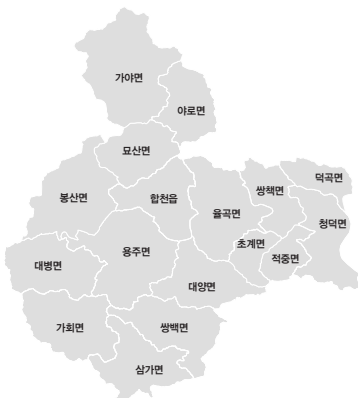 가야면
야로면
묘산면
덕곡면
쌍책면
봉산면
합천읍
율곡면
청덕면
초계면
용주면
적중면
대병면
대양면
가회면
쌍백면
삼가면